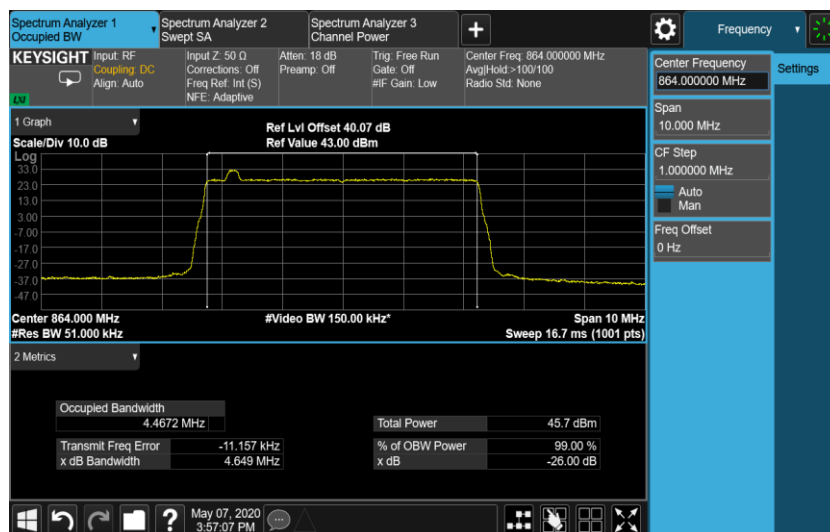 Spectrum Analyzer 1
Occupied BW
Spectrum Analyzer 2
Swept SA
Spectrum Analyzer 3
Channel Power
+
Frequency
KEYSIGHT
Input: RF
Coupling: DC
Align: Auto
Input Z: 50 Ω
Corrections: Off
Freq Ref: Int (S)
NFE: Adaptive
Atten: 18 dB
Preamp: Off
Trig: Free Run
Gate: Off
#IF Gain: Low
Center Freq: 864.000000 MHz
Avg|Hold:>100/100
Radio Std: None
LXI
Center Frequency
864.000000 MHz
Settings
Span
10.000 MHz
CF Step
1.000000 MHz
Auto
Man
Freq Offset
0 Hz
1 Graph
Scale/Div 10.0 dB
Ref Lvl Offset 40.07 dB
Ref Value 43.00 dBm
Log
33.0
23.0
13.0
3.00
-7.00
-17.0
-27.0
-37.0
-47.0
Center 864.000 MHz
#Res BW 51.000 kHz
#Video BW 150.00 kHz*
Span 10 MHz
Sweep 16.7 ms (1001 pts)
2 Metrics
Occupied Bandwidth
4.4672 MHz
Total Power 45.7 dBm
Transmit Freq Error -11.157 kHz
% of OBW Power 99.00 %
x dB Bandwidth 4.649 MHz
x dB -26.00 dB
?
May 07, 2020
3:57:07 PM